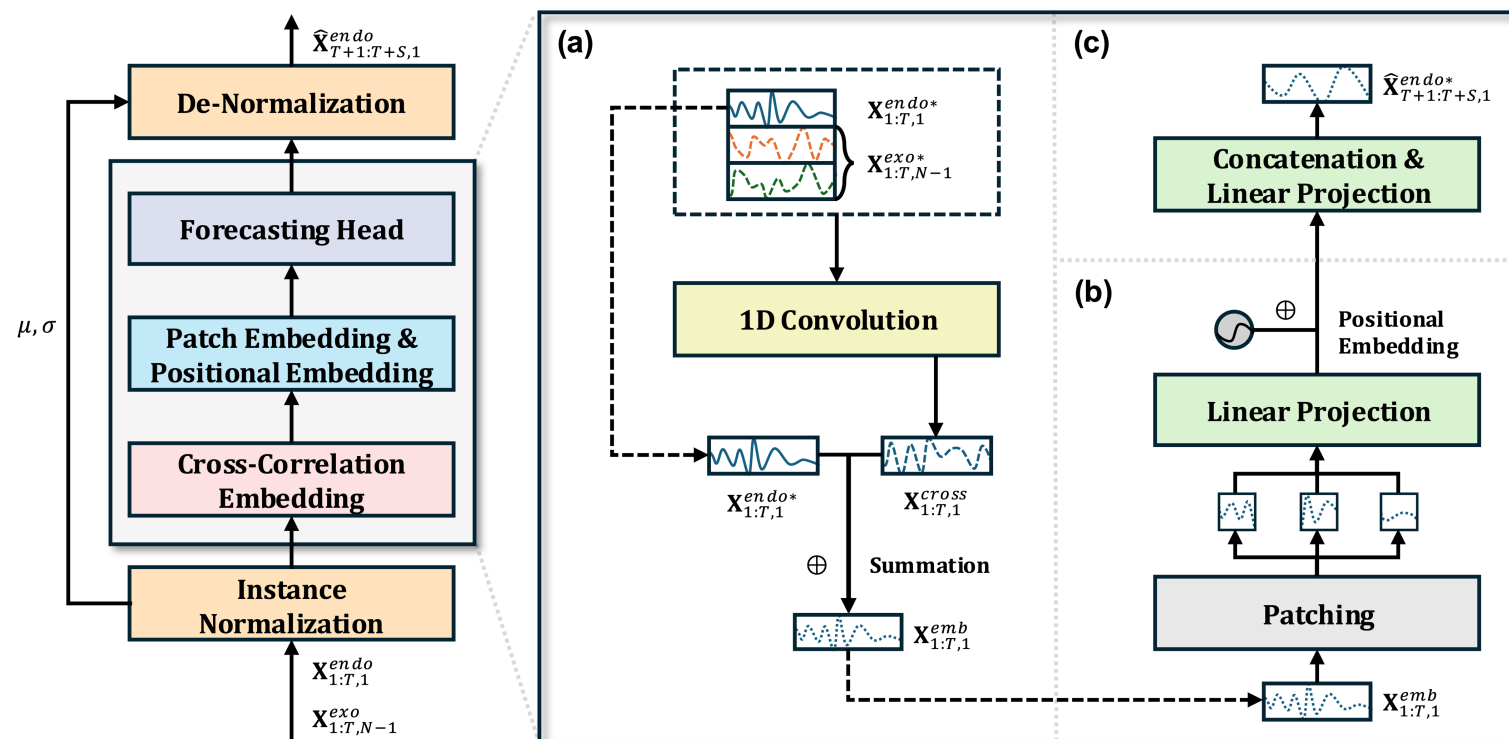 X̂^{endo}_{T+1:T+S,1}
De-Normalization
Forecasting Head
μ, σ
Patch Embedding &
Positional Embedding
Cross-Correlation
Embedding
Instance
Normalization
X^{endo}_{1:T,1}
X^{exo}_{1:T,N−1}
(a)
X^{endo*}_{1:T,1}
X^{exo*}_{1:T,N−1}
1D Convolution
X^{endo*}_{1:T,1}
X^{cross}_{1:T,1}
⊕ Summation
X^{emb}_{1:T,1}
(c)
X̂^{endo*}_{T+1:T+S,1}
Concatenation &
Linear Projection
(b)
⊕ Positional
Embedding
Linear Projection
Patching
X^{emb}_{1:T,1}